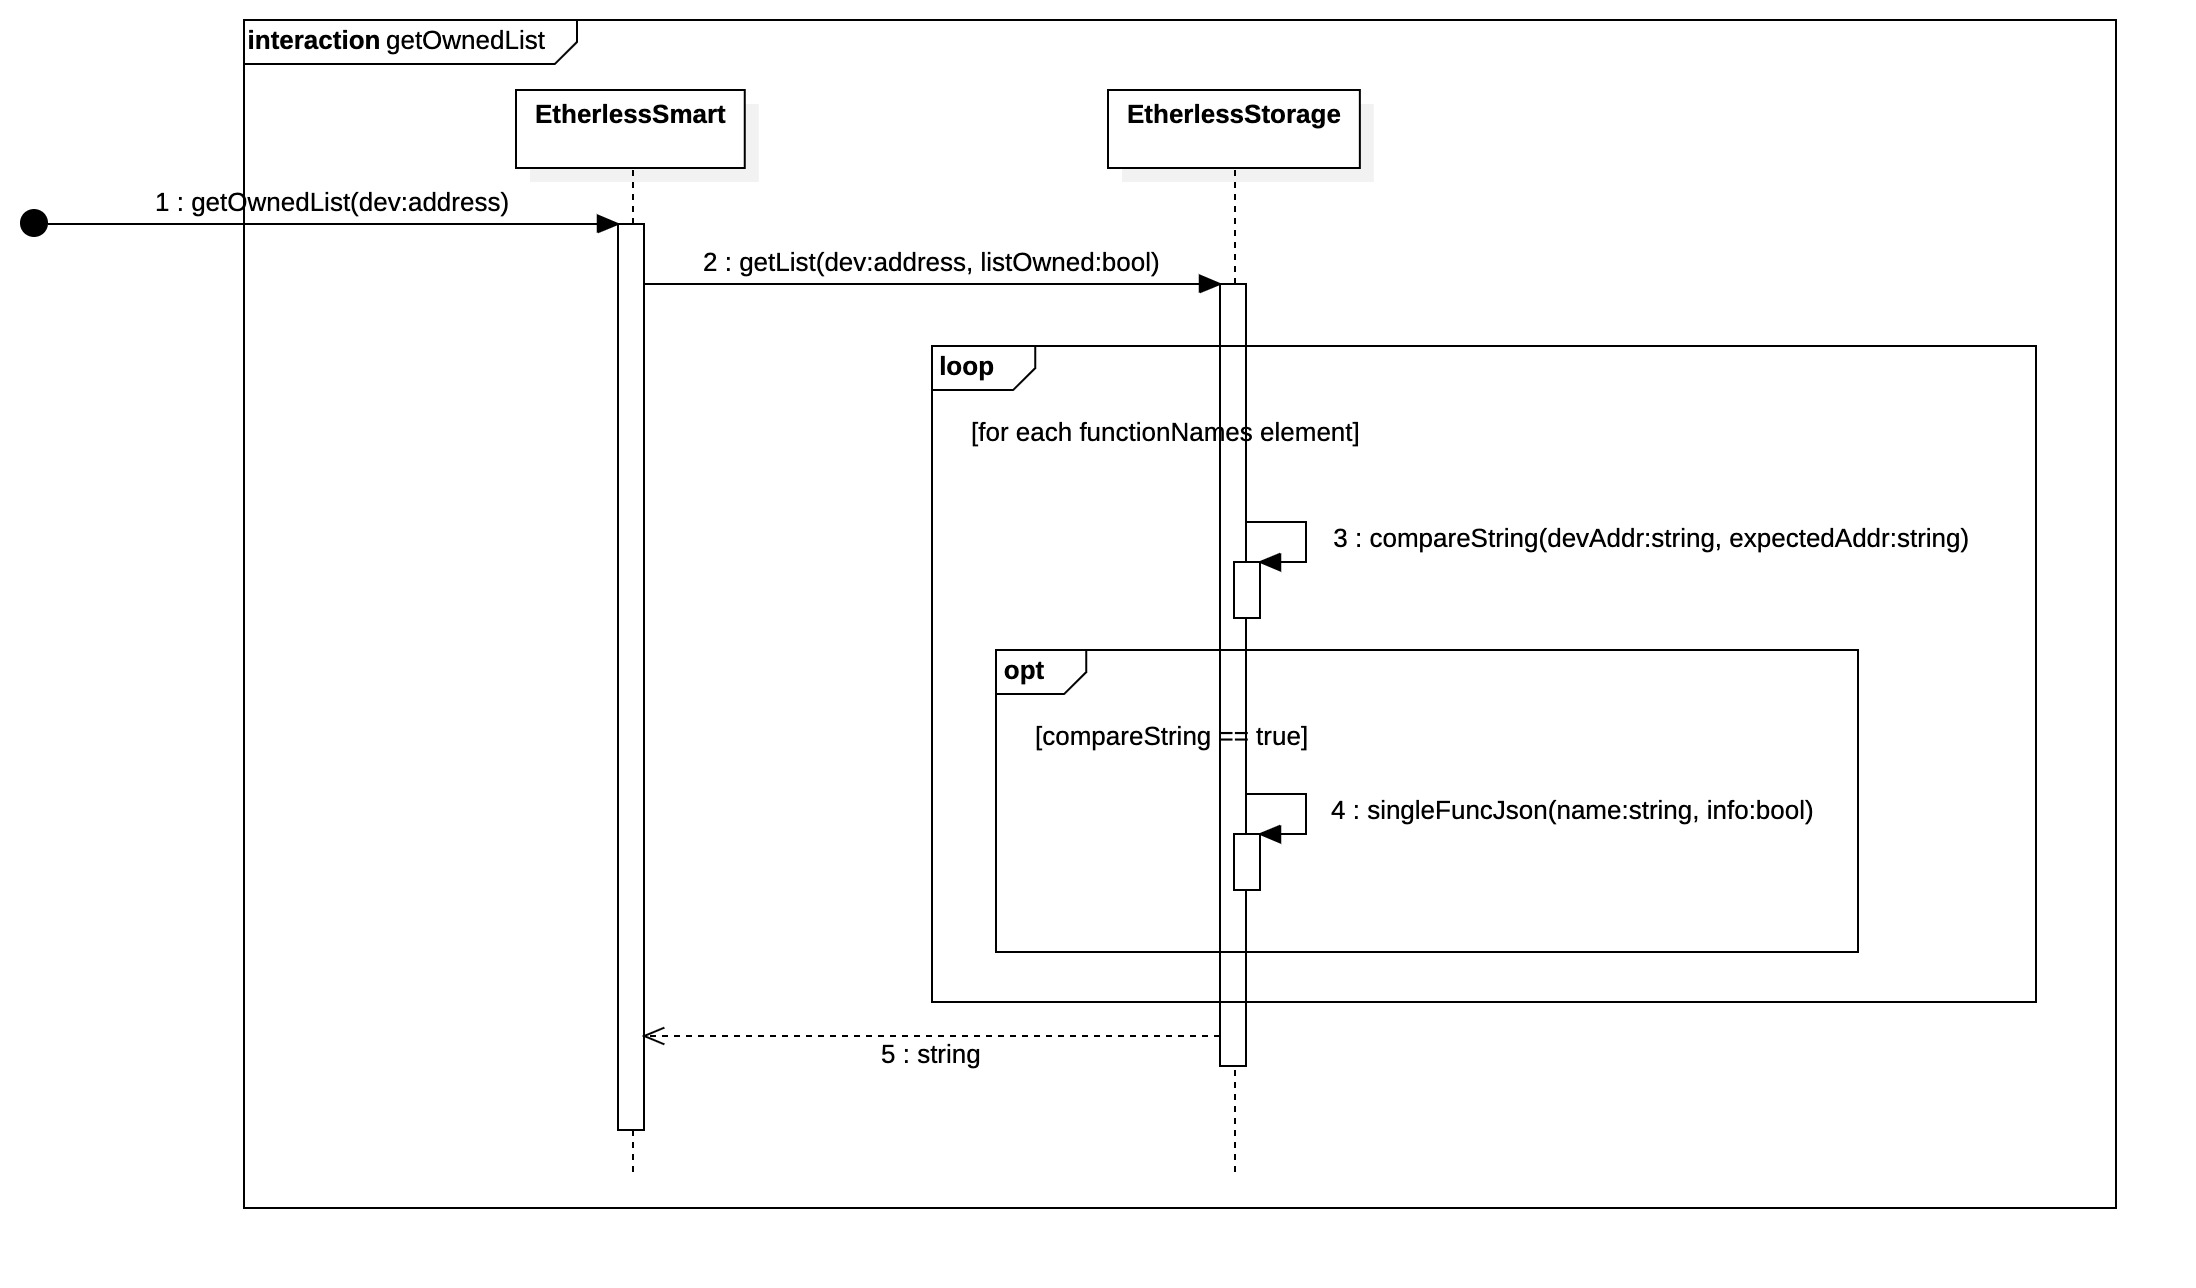 interaction getOwnedList
EtherlessSmart
EtherlessStorage
1 : getOwnedList(dev:address)
2 : getList(dev:address, listOwned:bool)
loop
[for each functionNames element]
3 : compareString(devAddr:string, expectedAddr:string)
opt
[compareString == true]
4 : singleFuncJson(name:string, info:bool)
5 : string